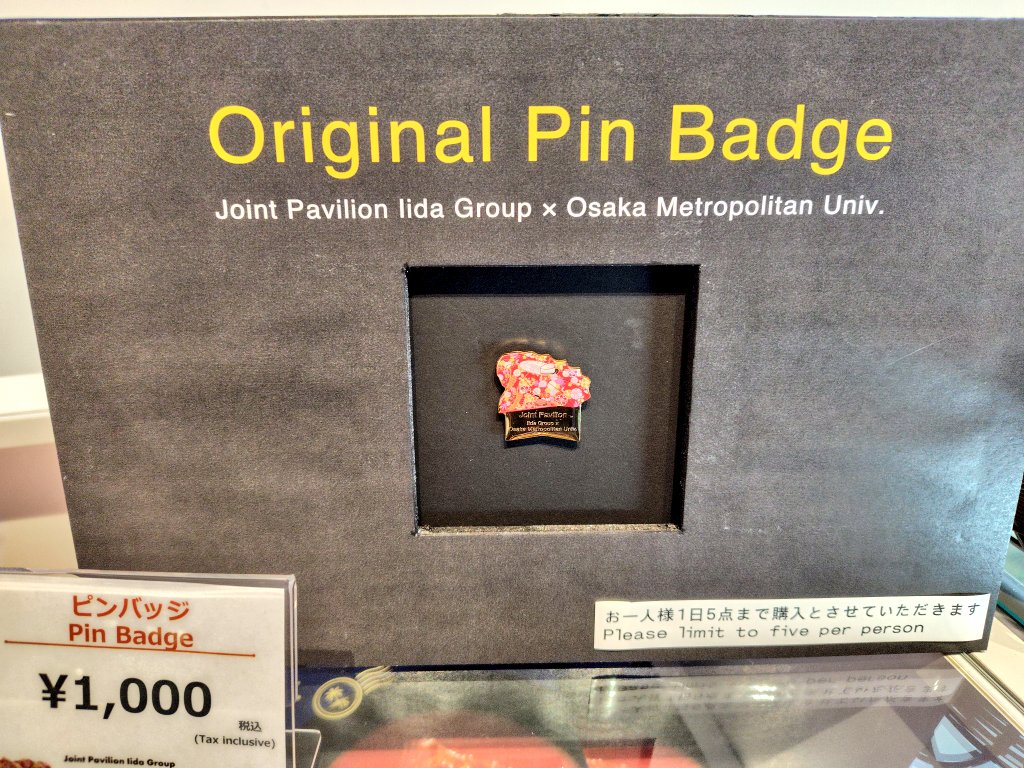 Original Pin Badge
Joint Pavilion Iida Group × Osaka Metropolitan Univ.
Joint Pavilion
Iida Group x
Osaka Metropolitan Univ.
お一人様1日5点まで購入とさせていただきます
Please limit to five per person
ピンバッジ
Pin Badge
¥1,000
税込
(Tax inclusive)
Joint Pavilion Iida Group